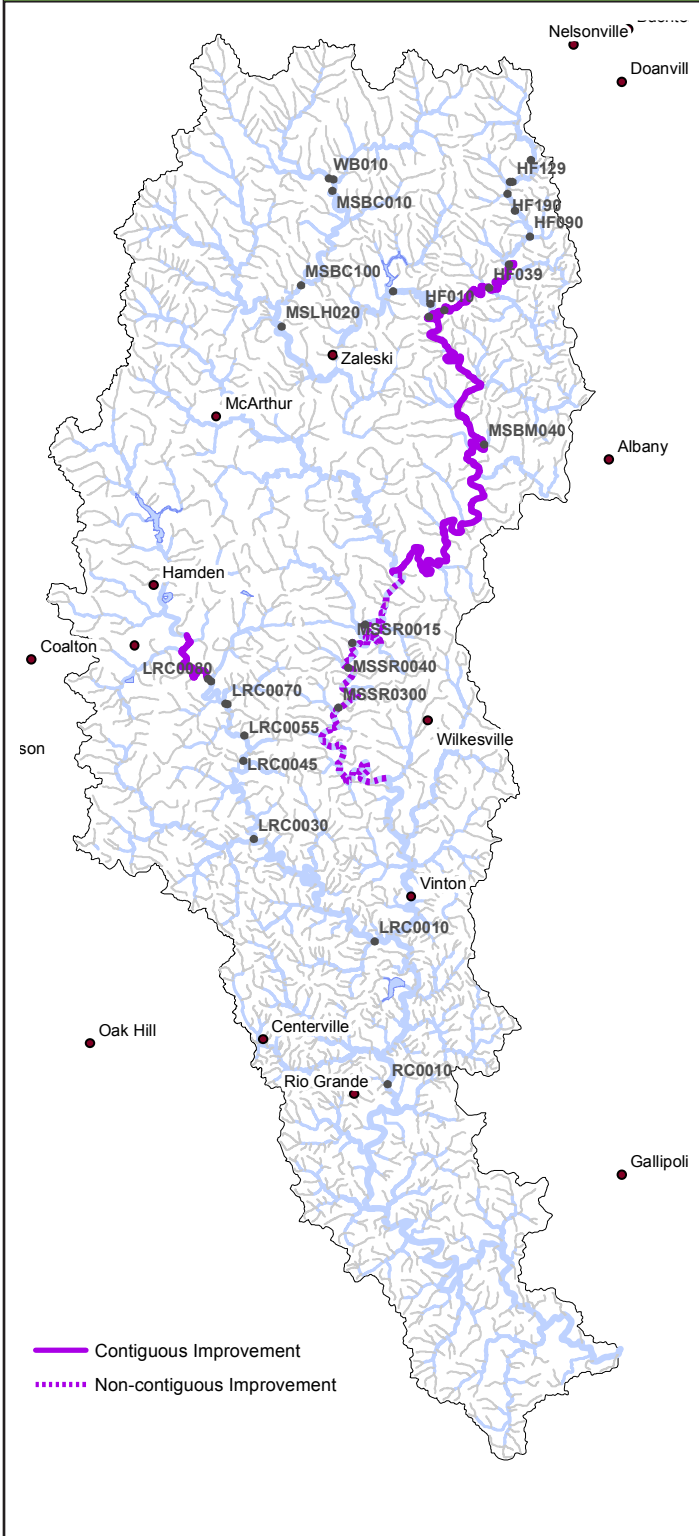 Nelsonville
Doanvill
WB010
HF129
MSBC010
HF190
HF090
MSBC100
HF039
HF010
MSLH020
Zaleski
McArthur
MSBM040
Albany
Hamden
MSSR0015
Coalton
MSSR0040
LRC0070
MSSR0300
LRC0055
Wilkesville
son
LRC0045
LRC0030
Vinton
LRC0010
Oak Hill
Centerville
RC0010
Rio Grande
Gallipoli
Contiguous Improvement
Non-contiguous Improvement